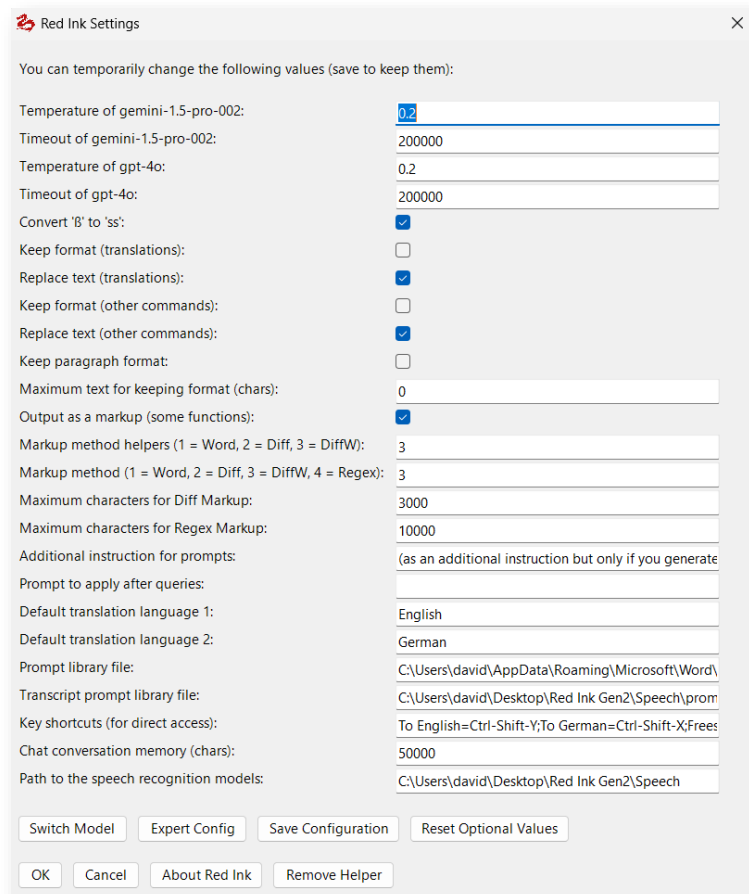 Red Ink Settings
You can temporarily change the following values (save to keep them):
Temperature of gemini-1.5-pro-002: 0.2
Timeout of gemini-1.5-pro-002: 200000
Temperature of gpt-4o: 0.2
Timeout of gpt-4o: 200000
Convert 'ß' to 'ss':
Keep format (translations):
Replace text (translations):
Keep format (other commands):
Replace text (other commands):
Keep paragraph format:
Maximum text for keeping format (chars): 0
Output as a markup (some functions):
Markup method helpers (1 = Word, 2 = Diff, 3 = DiffW): 3
Markup method (1 = Word, 2 = Diff, 3 = DiffW, 4 = Regex): 3
Maximum characters for Diff Markup: 3000
Maximum characters for Regex Markup: 10000
Additional instruction for prompts: (as an additional instruction but only if you generate
Prompt to apply after queries:
Default translation language 1: English
Default translation language 2: German
Prompt library file: C:\Users\david\AppData\Roaming\Microsoft\Word\
Transcript prompt library file: C:\Users\david\Desktop\Red Ink Gen2\Speech\prom
Key shortcuts (for direct access): To English=Ctrl-Shift-Y;To German=Ctrl-Shift-X;Frees
Chat conversation memory (chars): 50000
Path to the speech recognition models: C:\Users\david\Desktop\Red Ink Gen2\Speech
Switch Model Expert Config Save Configuration Reset Optional Values
OK Cancel About Red Ink Remove Helper